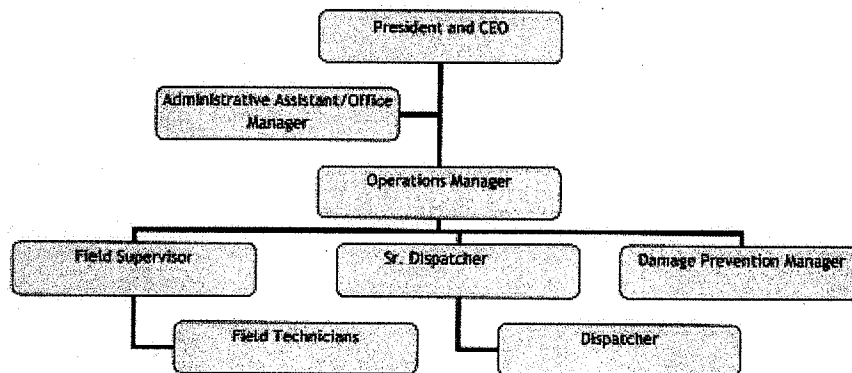 President and CEO
Administrative Assistant/Office
Manager
Operations Manager
Field Supervisor
Sr. Dispatcher
Damage Prevention Manager
Field Technicians
Dispatcher